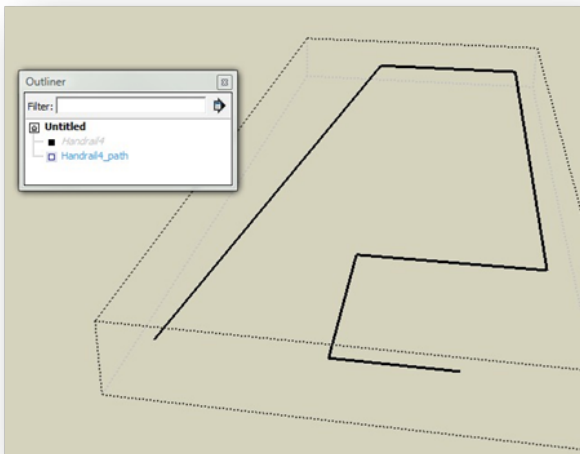 Outliner
Filter:
Untitled
Handrail4
Handrail4_path